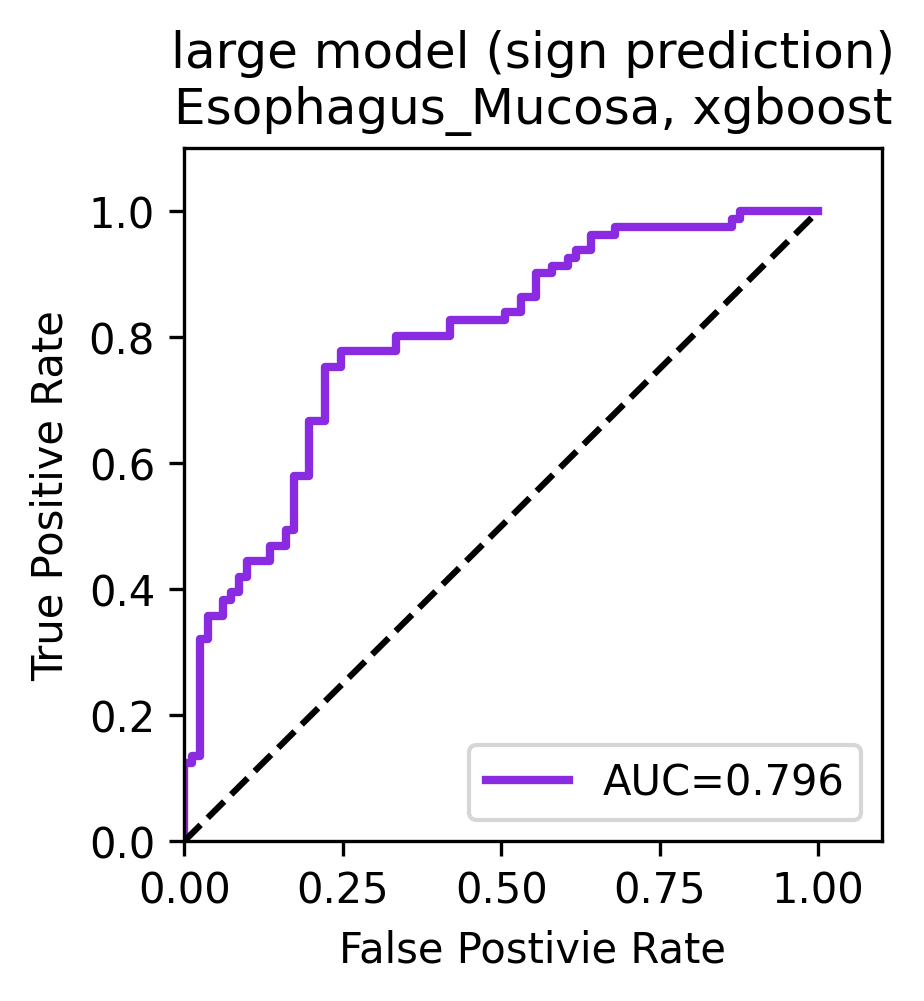 large model (sign prediction)
Esophagus_Mucosa, xgboost
1.0
0.8
0.6
0.4
0.2
0.0
True Positive Rate
AUC=0.796
0.00 0.25 0.50 0.75 1.00
False Postivie Rate